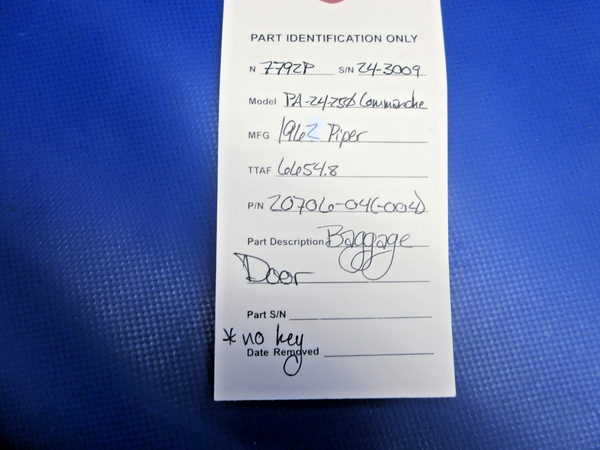 PART IDENTIFICATION ONLY
N 7792P S/N 24-3009
Model PA-24-250 Commanche
MFG 1962 Piper
TTAF 6654.8
P/N 20706-04(-004)
Part Description Baggage
Door
Part S/N
* no key
Date Removed